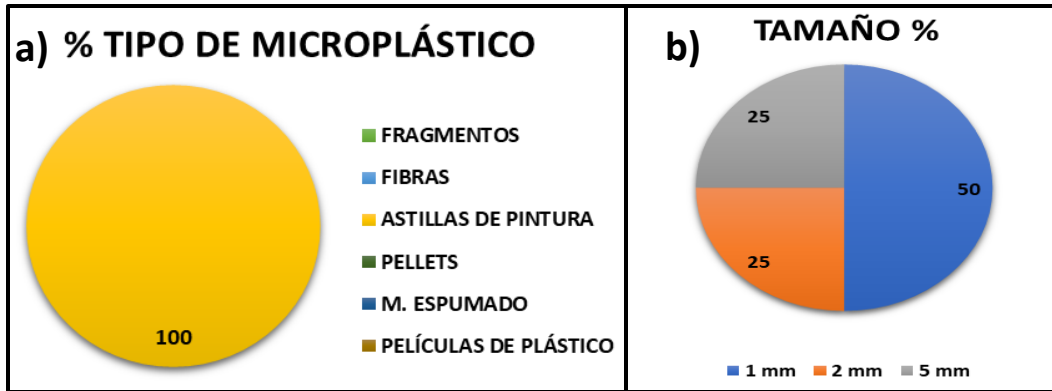 a) % TIPO DE MICROPLÁSTICO
100
FRAGMENTOS
FIBRAS
ASTILLAS DE PINTURA
PELLETS
M. ESPUMADO
PELÍCULAS DE PLÁSTICO
b) TAMAÑO %
25
50
25
1 mm 2 mm 5 mm